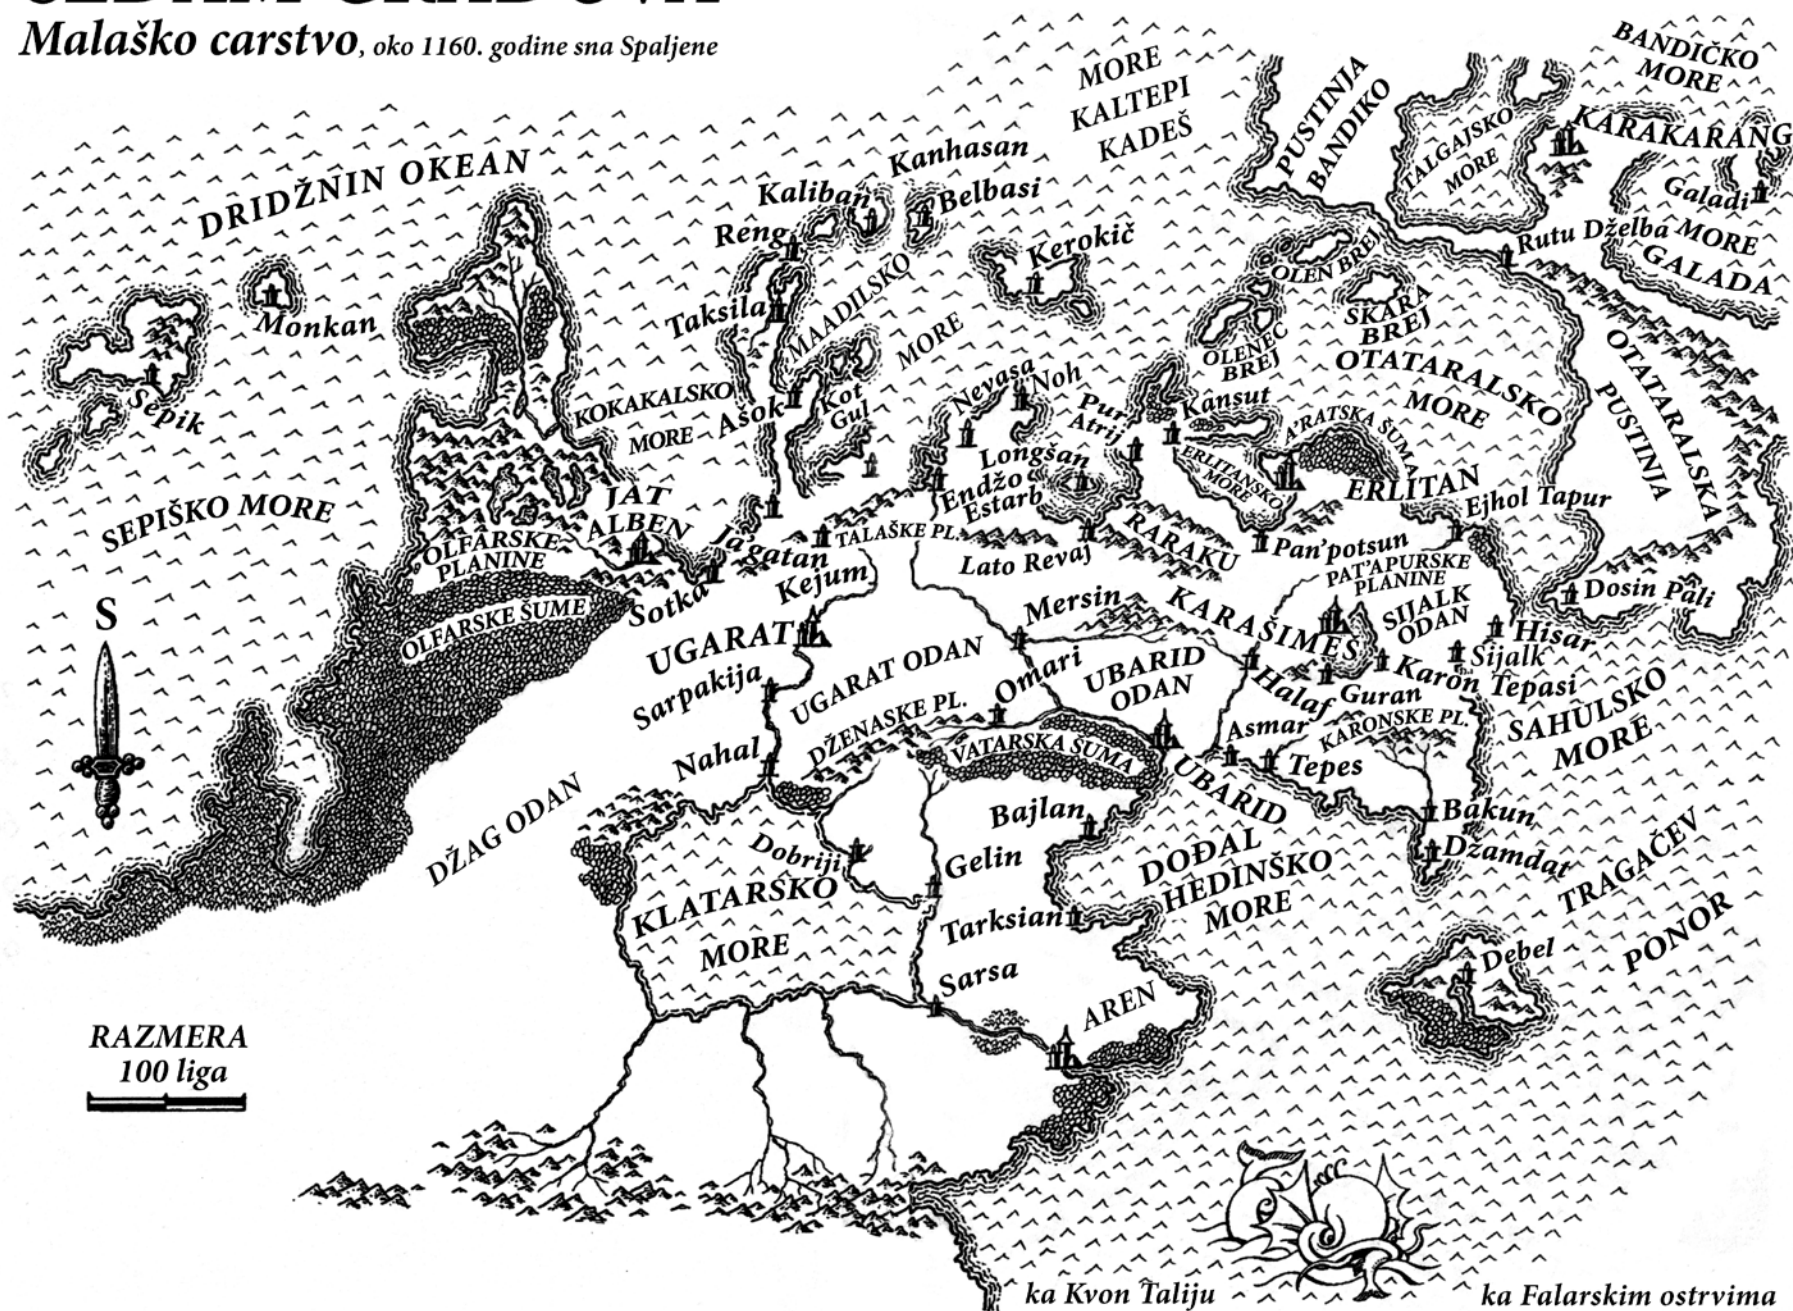 SEDAM GRADOVA
Malaško carstvo, oko 1160. godine sna Spaljene
BANDIČKO
MORE
MORE
KALTEPI
KADEŠ
PUSTINJA
BANDIKO
TALGAJSKO
MORE
KARAKARANG
Galadi
DRIDŽNIN OKEAN
Kanhasan
Kaliban
Belbasi
Reng
Kerokič
Rutu Dželba
MORE
GALADA
OLEN BREJ
SKARA
BREJ
Monkan
Taksila
MAADILSKO
MORE
OLENEC
BREJ
OTATARALSKO
MORE
OTATARALSKA
PUSTINJA
Sepik
KOKAKALSKO
MORE
Ašok
Kot
Gul
Nevasa
Noh
Pur
Atrij
Kansut
A'RATSKA ŠUMA
Longšan
ERLITANSKO
MORE
ERLITAN
SEPIŠKO MORE
JAT
ALBEN
Endžo
Estarb
Ejhol Tapur
OLFARSKE
PLANINE
Ja'gatan
TALAŠKE PL.
Lato Revaj
RARAKU
Pan'potsun
PAT'APURSKE
PLANINE
Kejum
Dosin Pali
OLFARSKE ŠUME
Sotka
Mersin
KARAŠIMES
SIJALK
ODAN
Hisar
S
UGARAT
Sijalk
Sarpakija
UGARAT ODAN
Omari
UBARID
ODAN
Halaf
Guran
Karon Tepasi
SAHULSKO
MORE
DŽENASKE PL.
Asmar
KARONSKE PL.
Nahal
VATARSKA ŠUMA
Tepes
UBARID
DŽAG ODAN
Bajlan
Bakun
Dobriji
Gelin
DOĐAL
HEDINŠKO
MORE
Džamdat
TRAGAČEV
PONOR
KLATARSKO
MORE
Tarksian
Debel
Sarsa
AREN
RAZMERA
100 liga
ka Kvon Taliju
ka Falarskim ostrvima